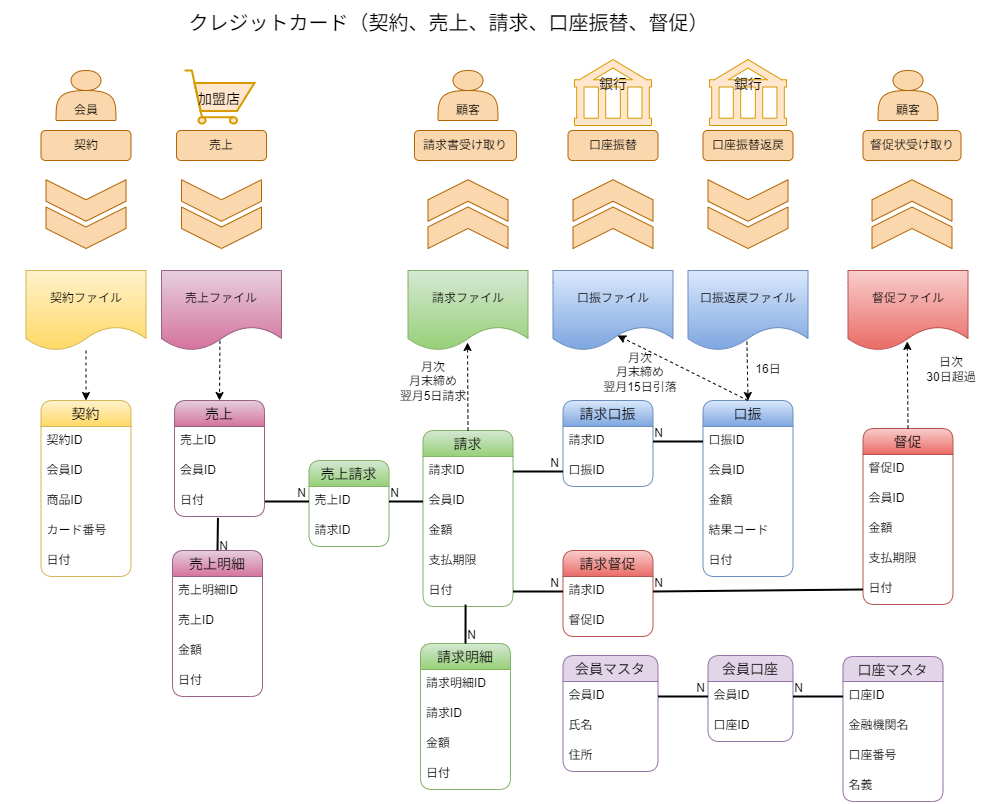 クレジットカード（契約、売上、請求、口座振替、督促）
会員
加盟店
顧客
銀行
銀行
顧客
契約
売上
請求書受け取り
口座振替
口座振替返戻
督促状受け取り
契約ファイル
売上ファイル
請求ファイル
口振ファイル
口振返戻ファイル
督促ファイル
月次
月末締め
翌月5日請求
月次
月末締め
翌月15日引落
16日
日次
30日超過
契約
契約ID
会員ID
商品ID
カード番号
日付
売上
売上ID
会員ID
日付
N
売上明細
売上明細ID
売上ID
金額
日付
N
売上請求
売上ID
請求ID
N
請求
請求ID
会員ID
金額
支払期限
日付
N
請求明細
請求明細ID
請求ID
金額
日付
N
請求口振
請求ID
口振ID
N
口振
口振ID
会員ID
金額
結果コード
日付
N
請求督促
請求ID
督促ID
N
督促
督促ID
会員ID
金額
支払期限
日付
会員マスタ
会員ID
氏名
住所
N
会員口座
会員ID
口座ID
N
口座マスタ
口座ID
金融機関名
口座番号
名義